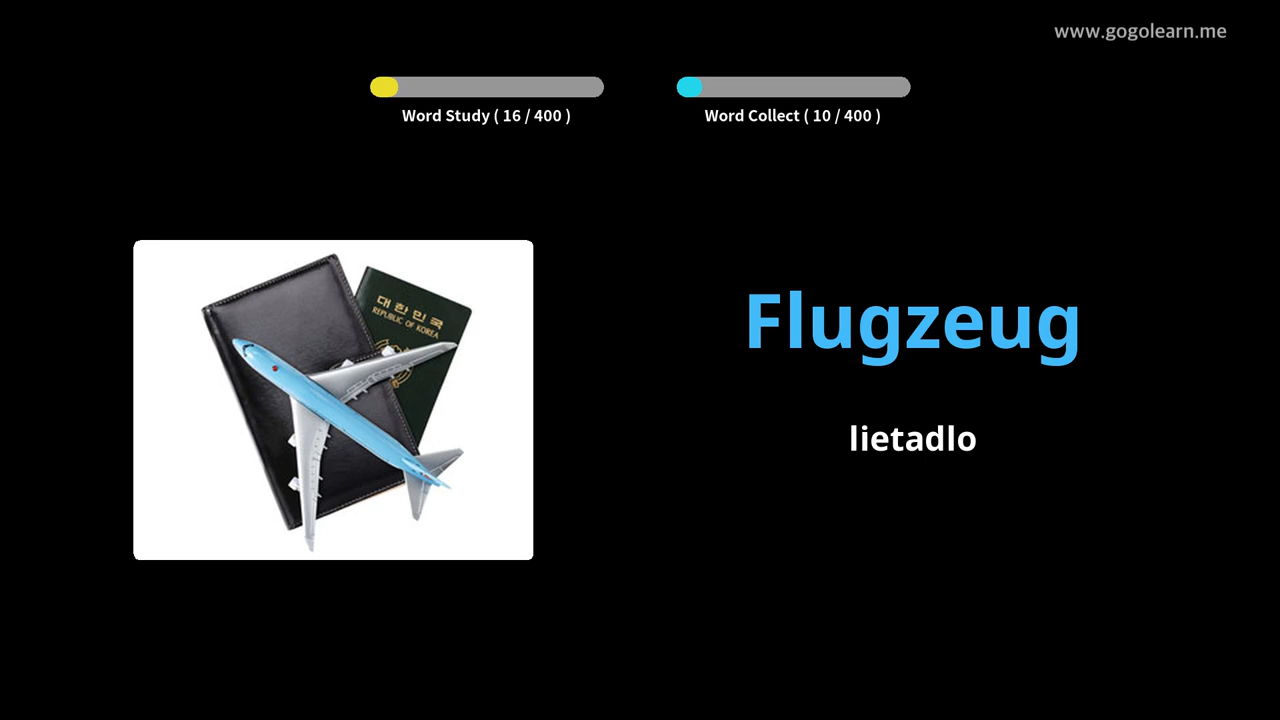 www.gogolearn.me
Word Study ( 16 / 400 )
Word Collect ( 10 / 400 )
대한민국
REPUBLIC OF KOREA
Flugzeug
lietadlo